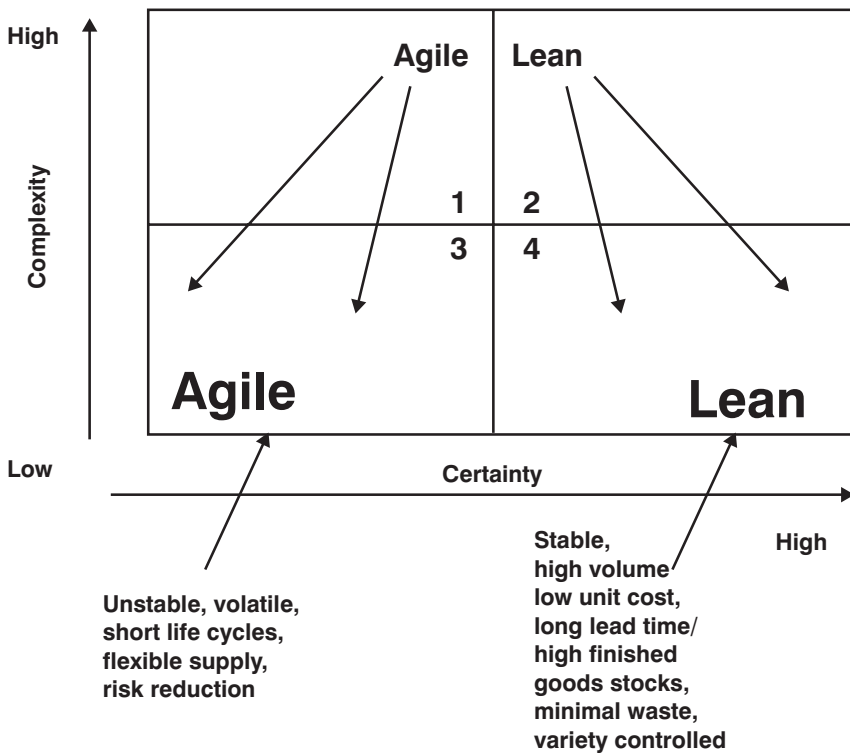 High
Agile Lean
Complexity
1 2
3 4
Agile Lean
Low
Certainty
High
Unstable, volatile,
short life cycles,
flexible supply,
risk reduction
Stable,
high volume
low unit cost,
long lead time/
high finished
goods stocks,
minimal waste,
variety controlled